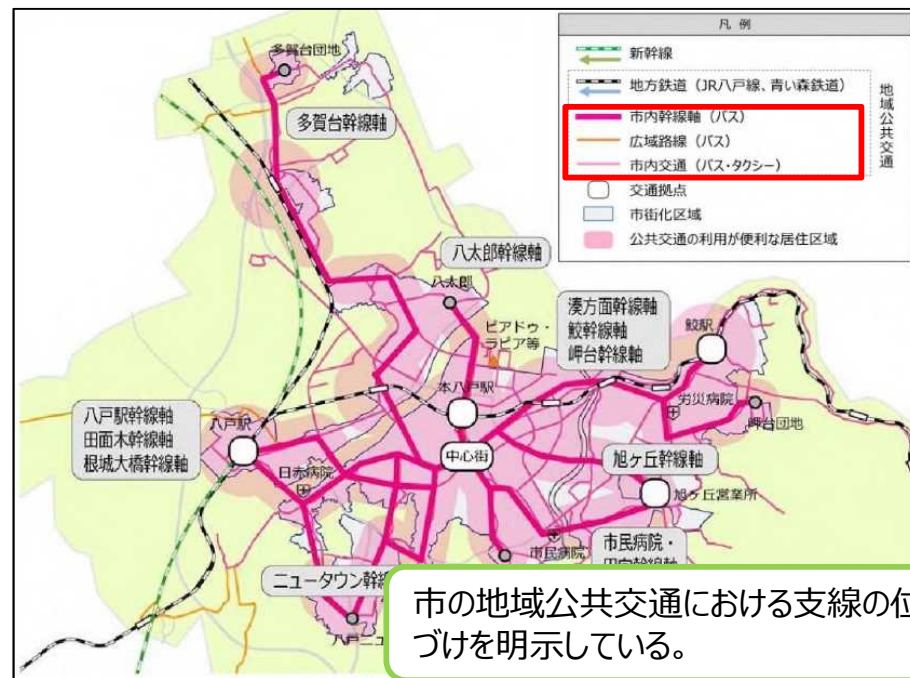 凡 例
新幹線
地方鉄道（JR八戸線、青い森鉄道）
市内幹線軸（バス）
広域路線（バス）
市内交通（バス・タクシー）
地域公共交通
交通拠点
市街化区域
公共交通の利用が便利な居住区域
多賀台団地
多賀台幹線軸
八太郎幹線軸
八太郎
ピアドゥ・
ラピア等
湊方面幹線軸
鮫幹線軸
岬台幹線軸
鮫駅
本八戸駅
労災病院
岬台団地
八戸駅幹線軸
田面木幹線軸
根城大橋幹線軸
八戸駅
中心街
日赤病院
旭ケ丘幹線軸
旭ケ丘営業所
市民病院
市民病院・
ニュータウン幹線
八戸ニュ
市の地域公共交通における支線の位
づけを明示している。